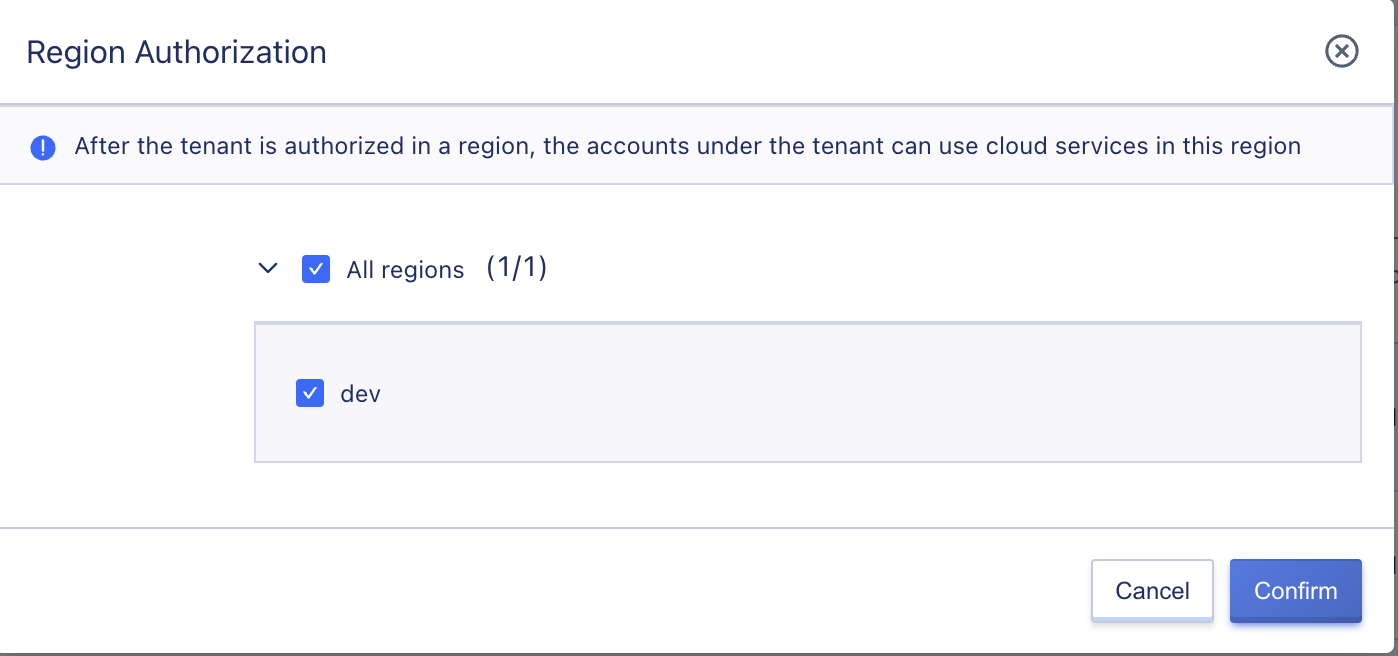 Region Authorization
After the tenant is authorized in a region, the accounts under the tenant can use cloud services in this region
All regions (1/1)
dev
Cancel Confirm